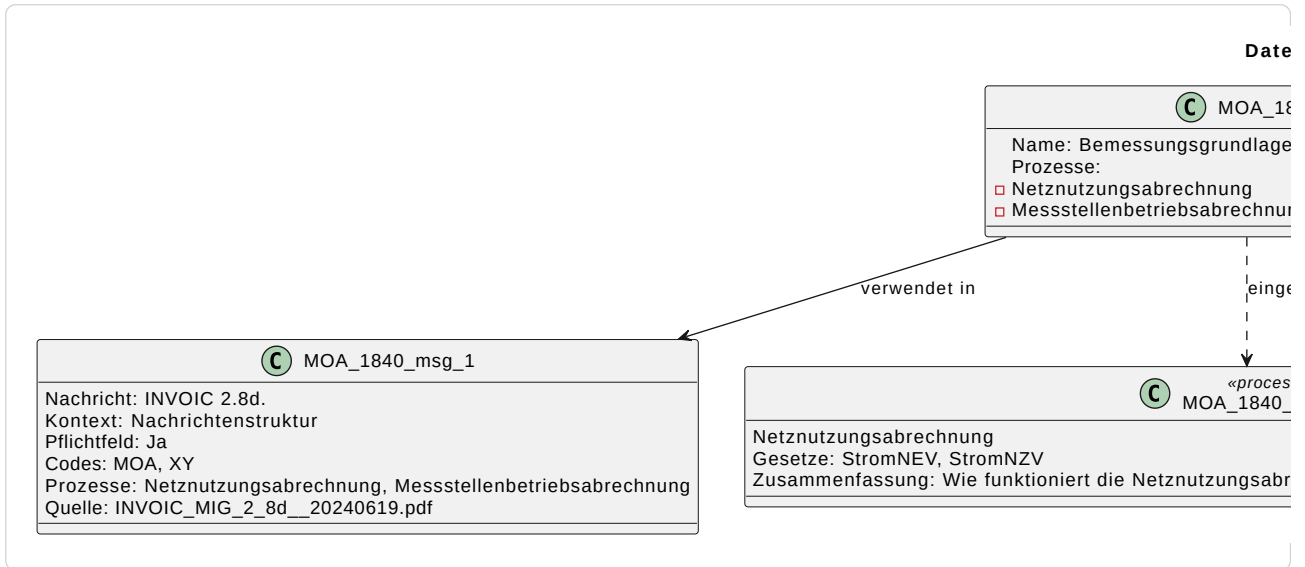 Date
C MOA_18
Name: Bemessungsgrundlage
Prozesse:
Netznutzungsabrechnung
Messstellenbetriebsabrechnun
verwendet in
einge
C MOA_1840_msg_1
Nachricht: INVOIC 2.8d.
Kontext: Nachrichtenstruktur
Pflichtfeld: Ja
Codes: MOA, XY
Prozesse: Netznutzungsabrechnung, Messstellenbetriebsabrechnung
Quelle: INVOIC_MIG_2_8d__20240619.pdf
«proces
C MOA_1840_
Netznutzungsabrechnung
Gesetze: StromNEV, StromNZV
Zusammenfassung: Wie funktioniert die Netznutzungsabr